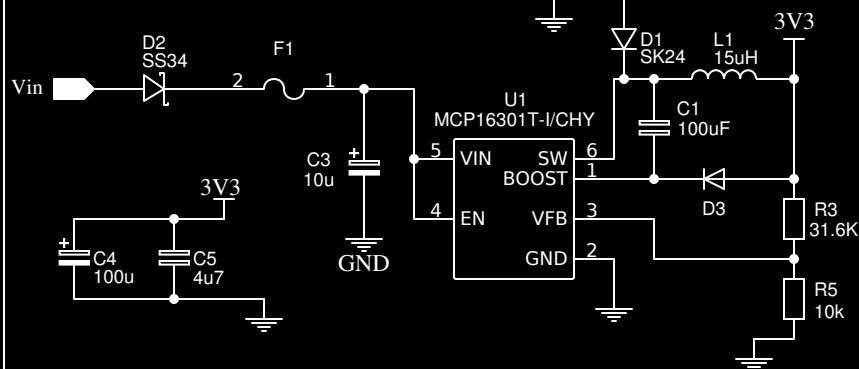 3V3
D2
SS34
F1
D1
SK24
L1
15uH
Vin
2
1
U1
MCP16301T-I/CHY
C1
100uF
C3
10u
5
VIN
SW
6
BOOST
1
3V3
D3
4
EN
VFB
3
R3
31.6K
C4
100u
C5
4u7
GND
GND
2
R5
10k